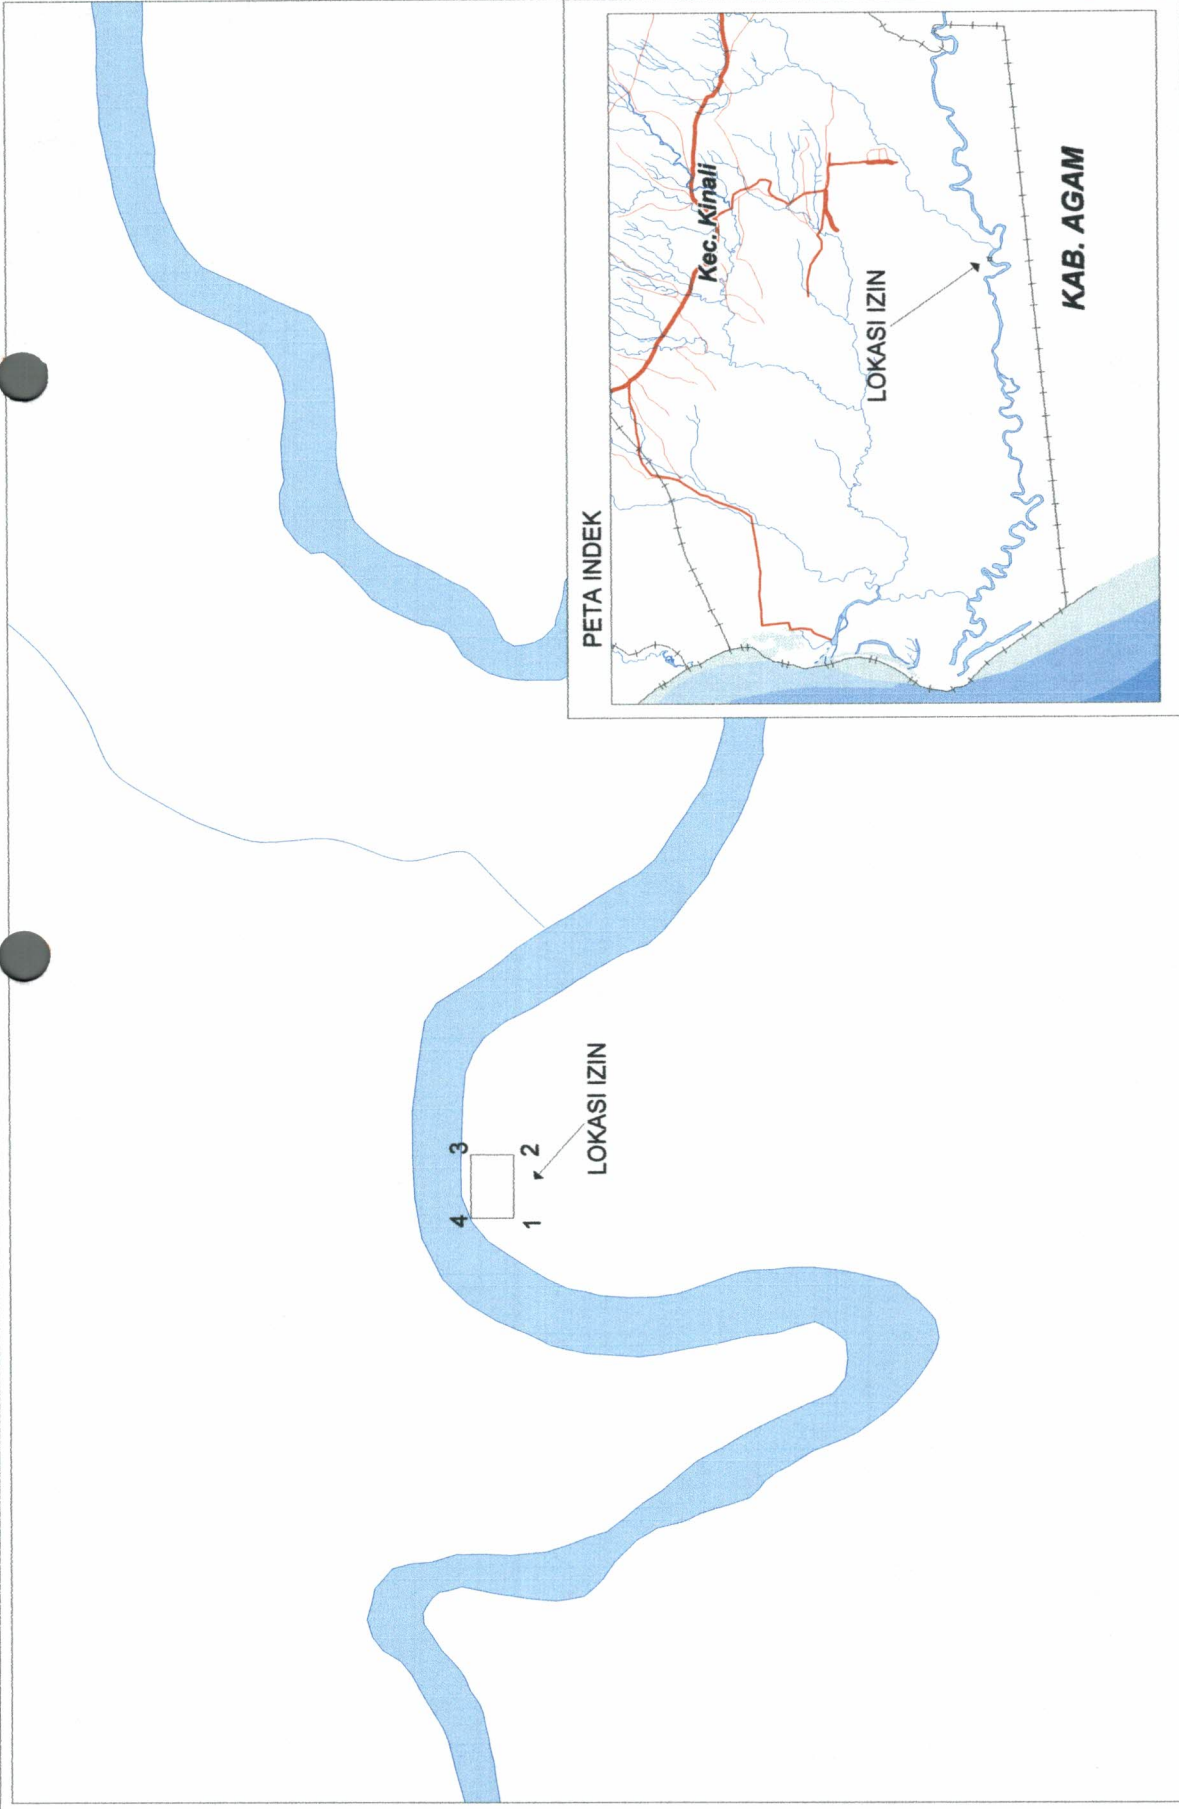 4
3
1
2
LOKASI IZIN
PETA INDEK
Kec. Kinali
LOKASI IZIN
KAB. AGAM